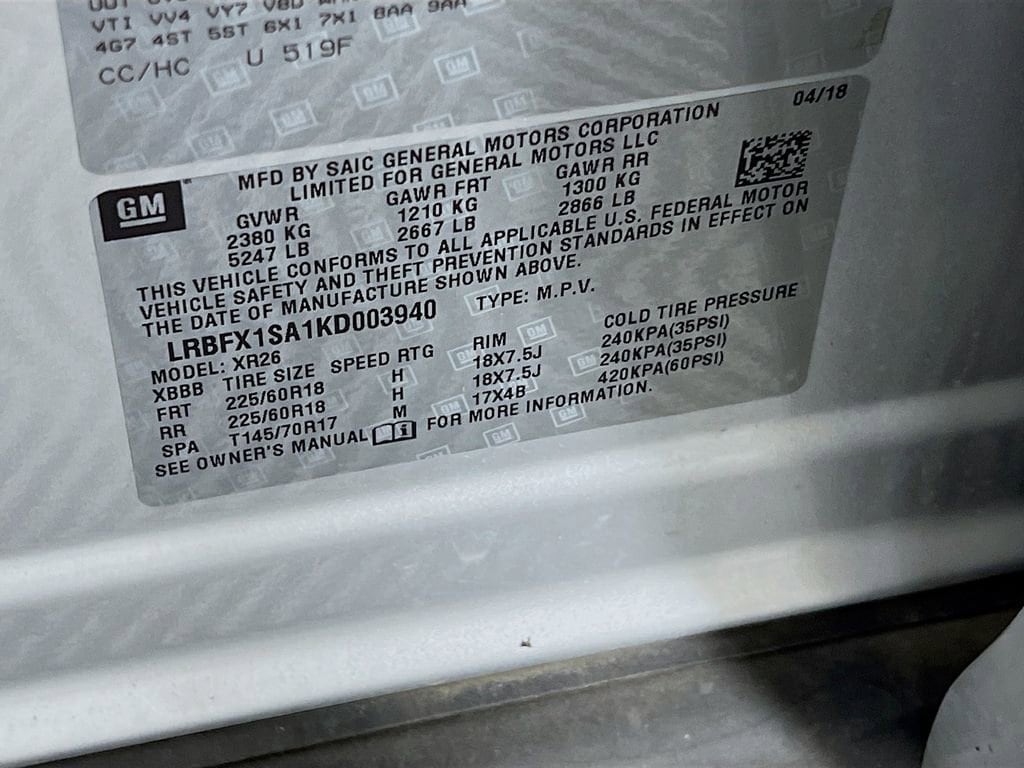 VTI VV4 VY7 V8D
4G7 4ST 5ST 6X1 7X1 8AA 9AA
CC/HC U 519F
04/18
GM
MFD BY SAIC GENERAL MOTORS CORPORATION
LIMITED FOR GENERAL MOTORS LLC
GVWR GAWR FRT GAWR RR
2380 KG 1210 KG 1300 KG
5247 LB 2667 LB 2866 LB
THIS VEHICLE CONFORMS TO ALL APPLICABLE U.S. FEDERAL MOTOR
VEHICLE SAFETY AND THEFT PREVENTION STANDARDS IN EFFECT ON
THE DATE OF MANUFACTURE SHOWN ABOVE.
LRBFX1SA1KD003940 TYPE: M.P.V.
MODEL: XR26
XBBB TIRE SIZE SPEED RTG RIM COLD TIRE PRESSURE
FRT 225/60R18 H 18X7.5J 240KPA(35PSI)
RR 225/60R18 H 18X7.5J 240KPA(35PSI)
SPA T145/70R17 M 17X4B 420KPA(60PSI)
SEE OWNER'S MANUAL FOR MORE INFORMATION.